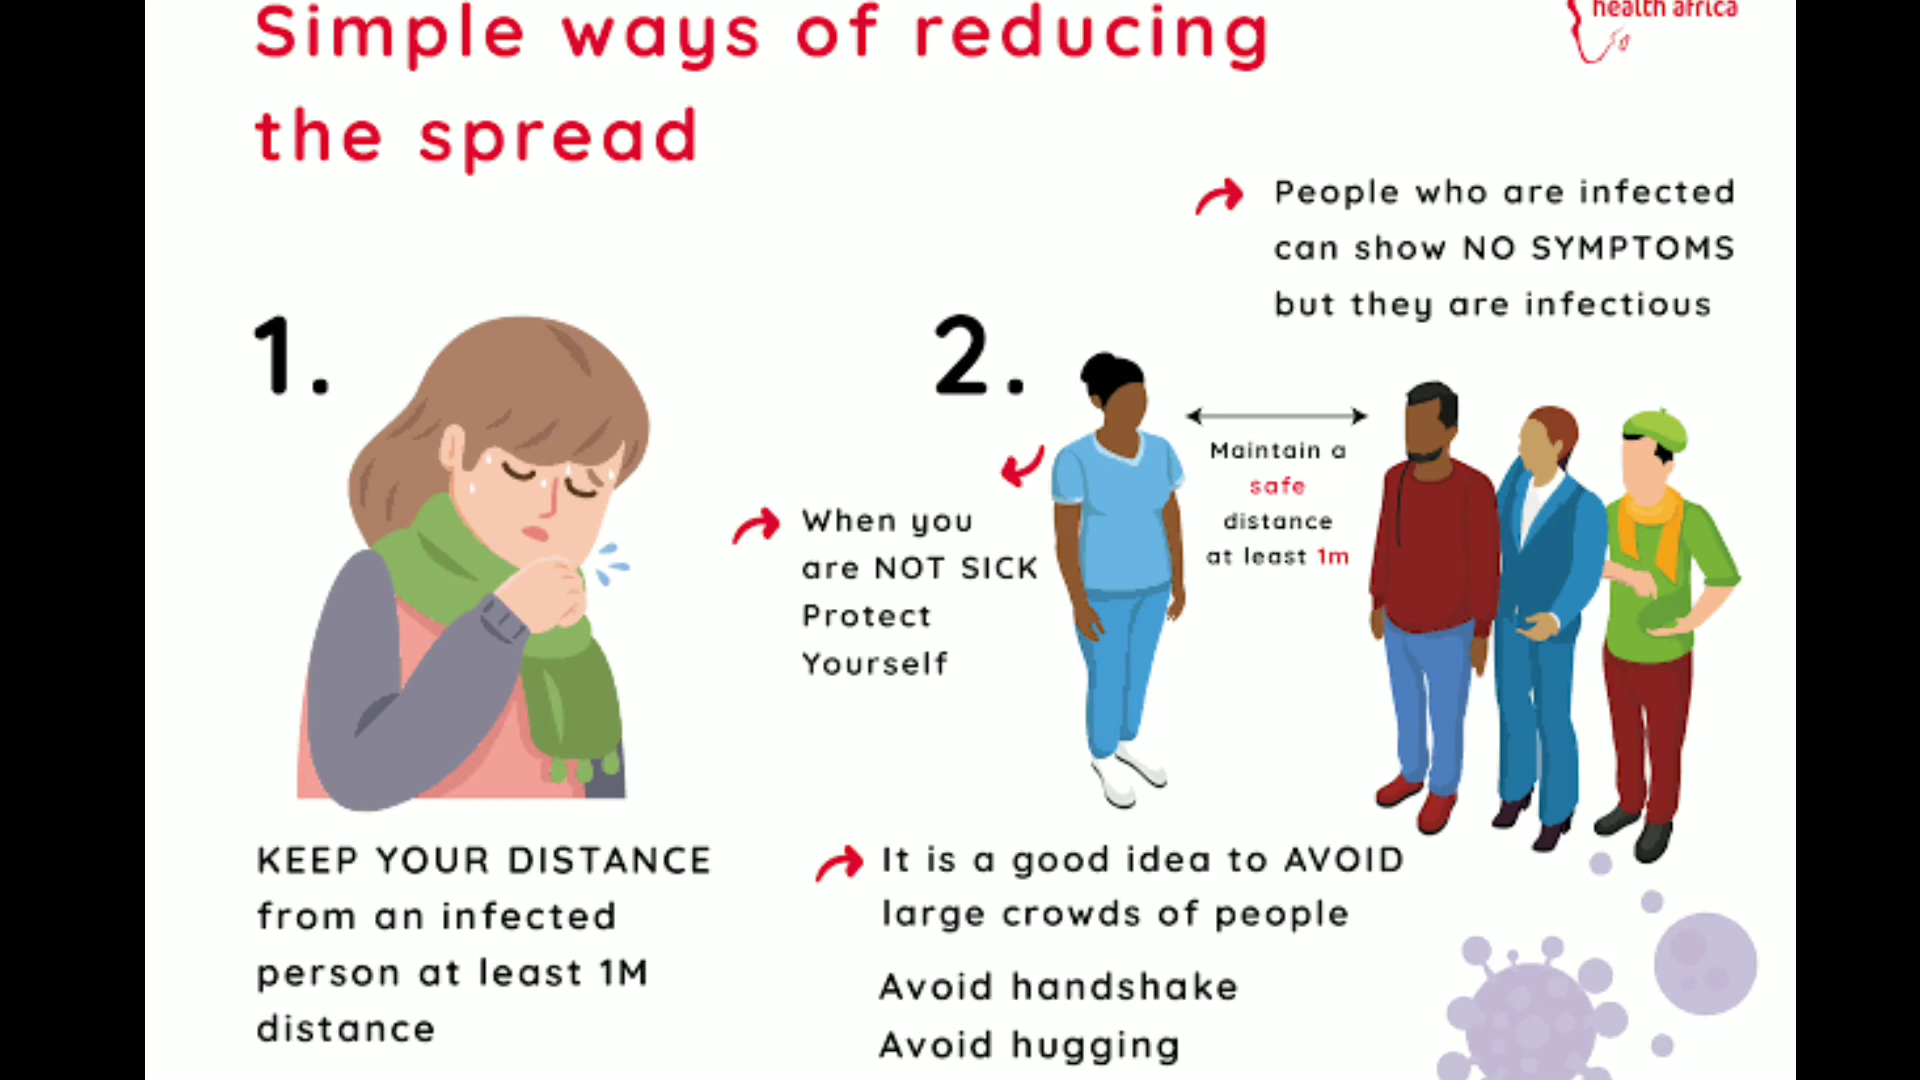 Simple ways of reducing
the spread
health africa
People who are infected
can show NO SYMPTOMS
but they are infectious
1.
2.
Maintain a
safe
distance
at least 1m
When you
are NOT SICK
Protect
Yourself
KEEP YOUR DISTANCE
from an infected
person at least 1M
distance
It is a good idea to AVOID
large crowds of people
Avoid handshake
Avoid hugging